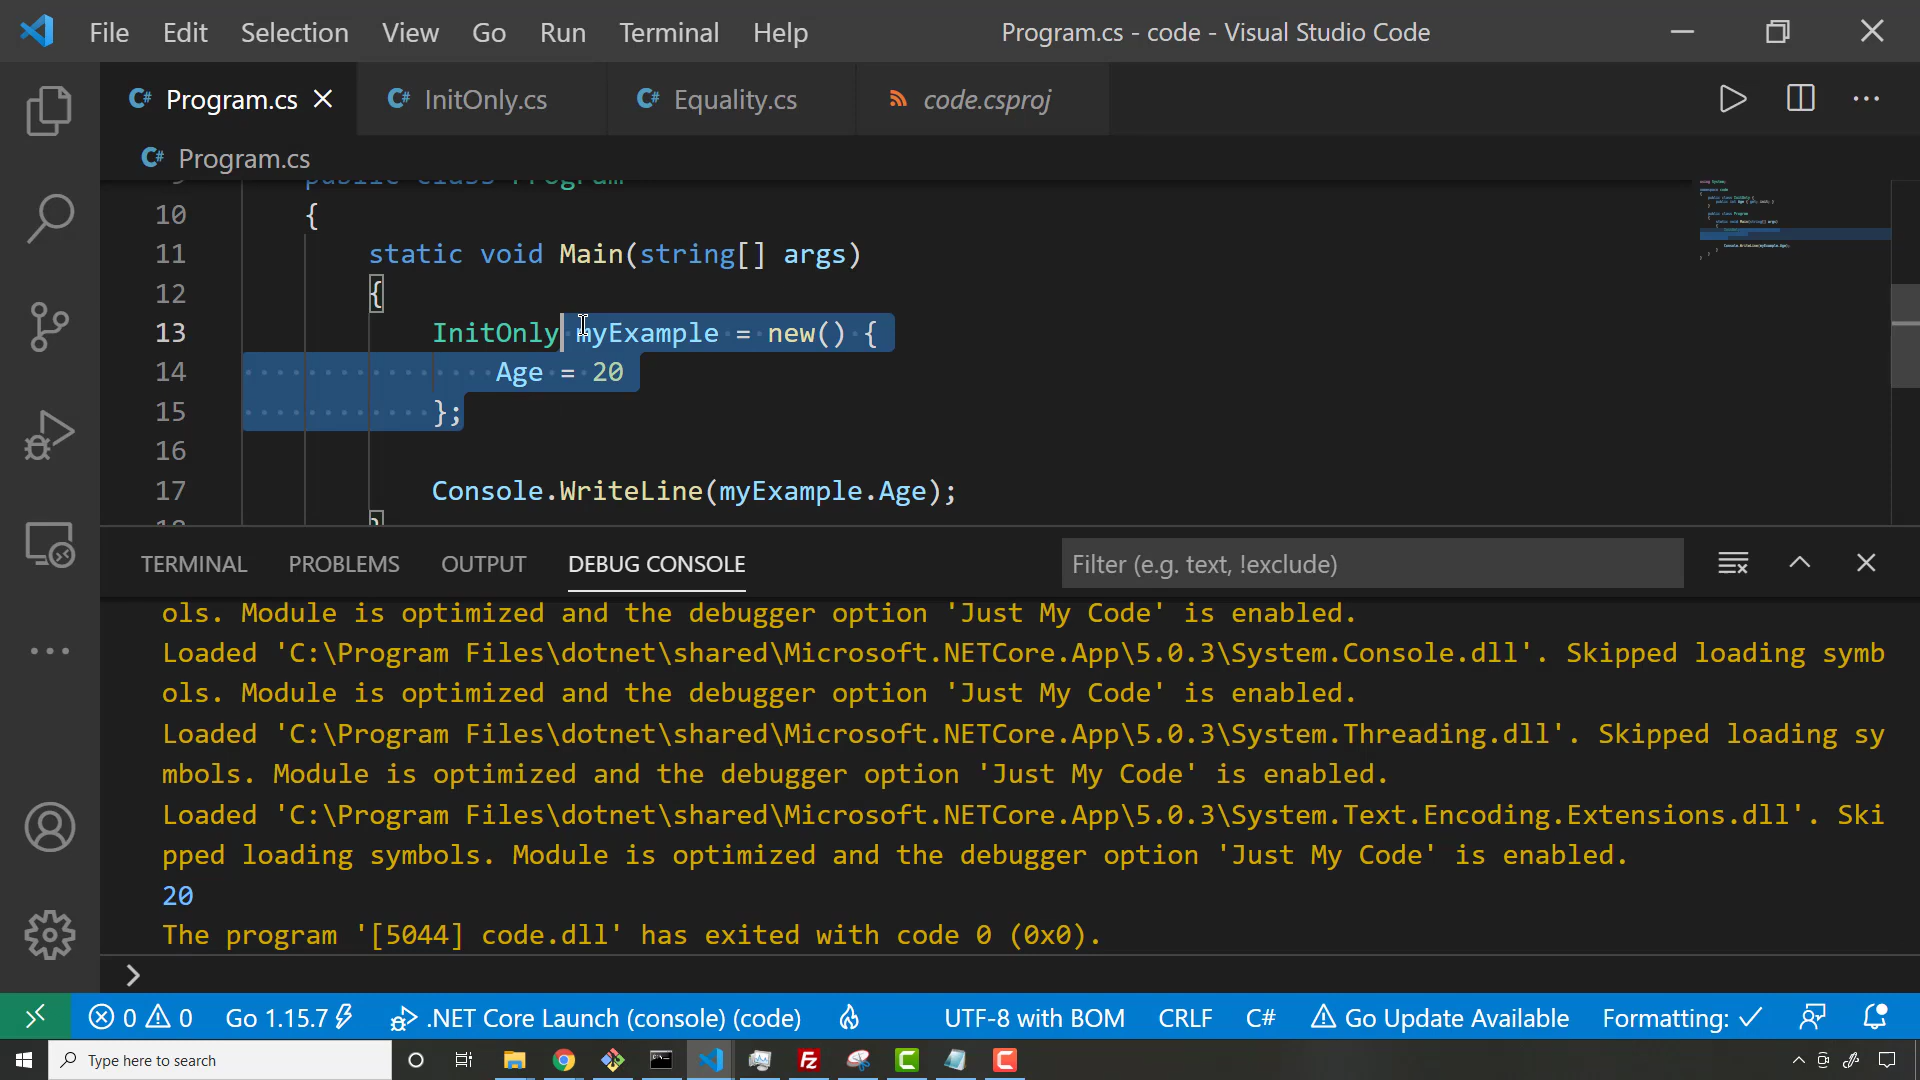 File Edit Selection View Go Run Terminal Help Program.cs - code - Visual Studio Code
C# Program.cs C# InitOnly.cs C# Equality.cs code.csproj
C# Program.cs
9 public class Program
10 {
11 static void Main(string[] args)
12 {
13 InitOnly myExample = new() {
14 Age = 20
15 };
16
17 Console.WriteLine(myExample.Age);
18 }
TERMINAL PROBLEMS OUTPUT DEBUG CONSOLE Filter (e.g. text, !exclude)
ols. Module is optimized and the debugger option 'Just My Code' is enabled.
Loaded 'C:\Program Files\dotnet\shared\Microsoft.NETCore.App\5.0.3\System.Console.dll'. Skipped loading symb
ols. Module is optimized and the debugger option 'Just My Code' is enabled.
Loaded 'C:\Program Files\dotnet\shared\Microsoft.NETCore.App\5.0.3\System.Threading.dll'. Skipped loading sy
mbols. Module is optimized and the debugger option 'Just My Code' is enabled.
Loaded 'C:\Program Files\dotnet\shared\Microsoft.NETCore.App\5.0.3\System.Text.Encoding.Extensions.dll'. Ski
pped loading symbols. Module is optimized and the debugger option 'Just My Code' is enabled.
20
The program '[5044] code.dll' has exited with code 0 (0x0).
0 0 Go 1.15.7 .NET Core Launch (console) (code) UTF-8 with BOM CRLF C# Go Update Available Formatting: ✓
Type here to search